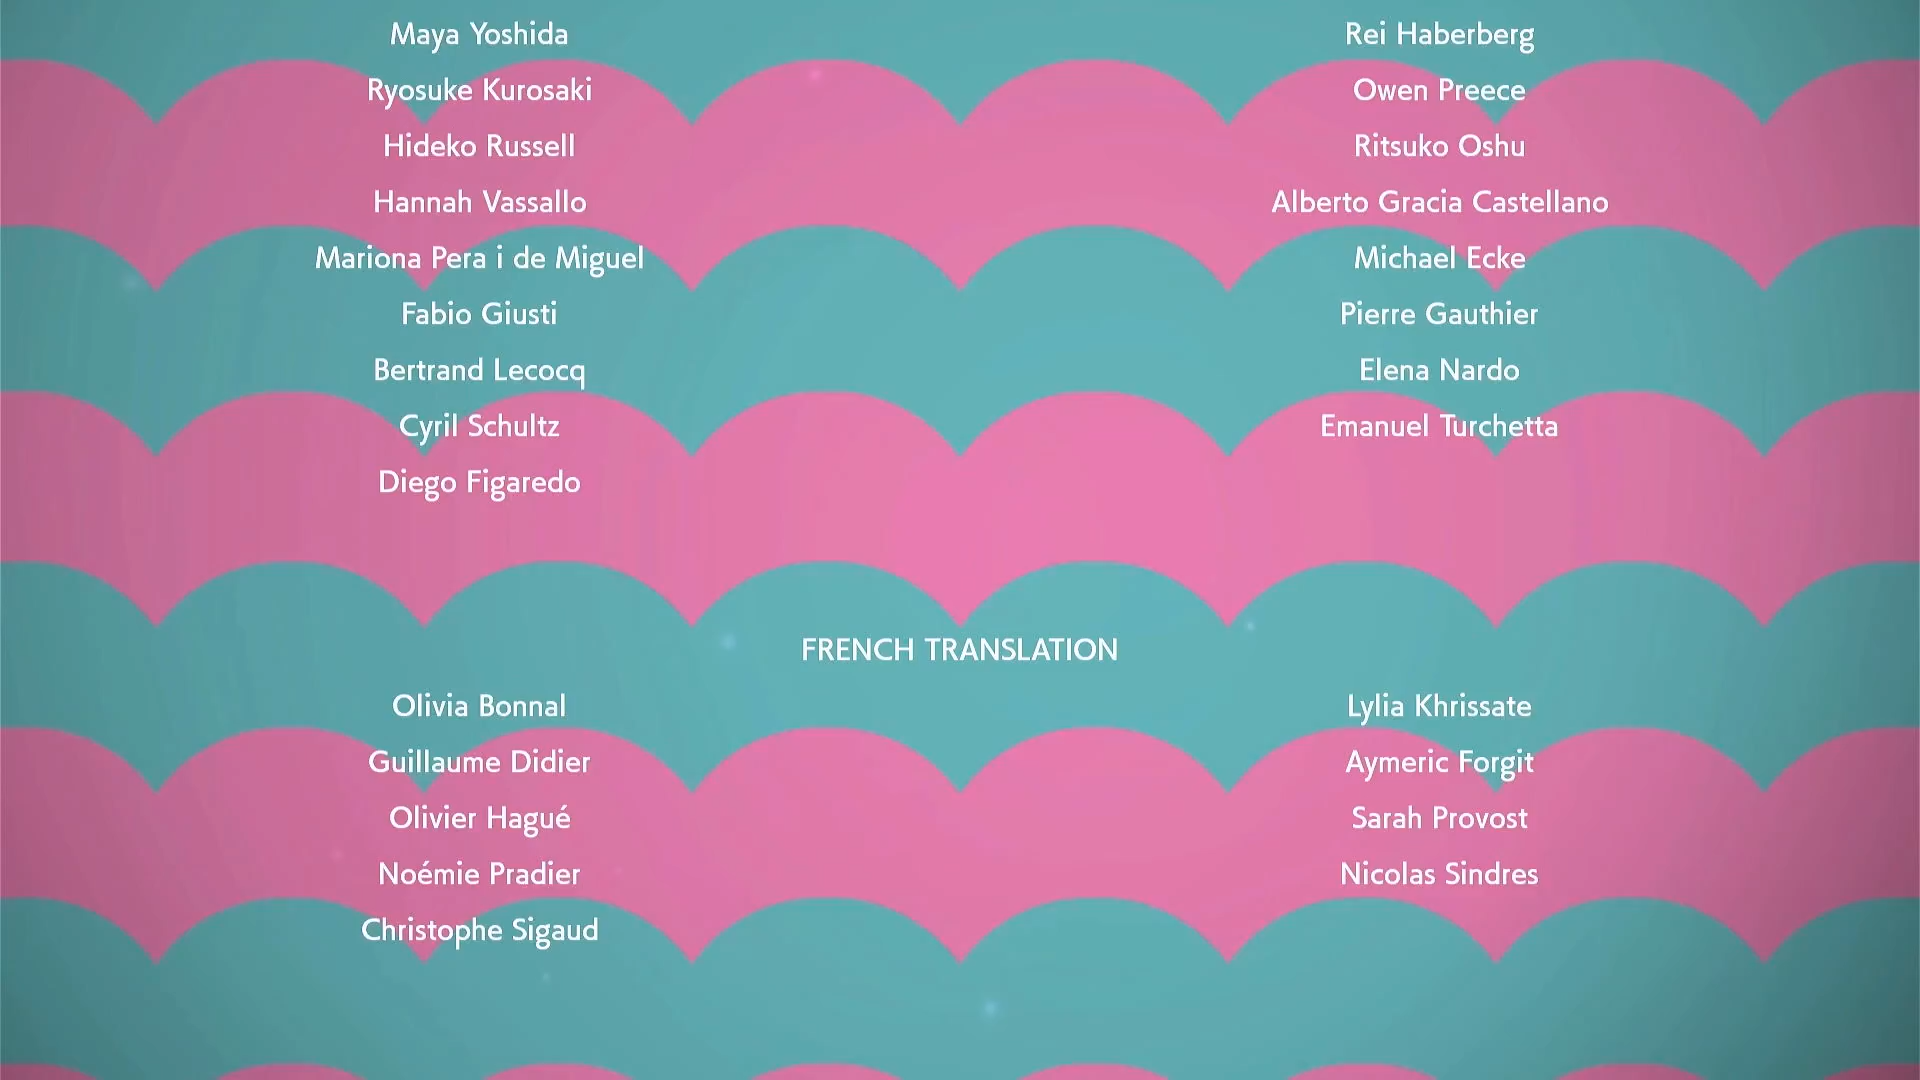 Maya Yoshida Rei Haberberg
Ryosuke Kurosaki Owen Preece
Hideko Russell Ritsuko Oshu
Hannah Vassallo Alberto Gracia Castellano
Mariona Pera i de Miguel Michael Ecke
Fabio Giusti Pierre Gauthier
Bertrand Lecocq Elena Nardo
Cyril Schultz Emanuel Turchetta
Diego Figaredo
FRENCH TRANSLATION
Olivia Bonnal Lylia Khrissate
Guillaume Didier Aymeric Forgit
Olivier Hagué Sarah Provost
Noémie Pradier Nicolas Sindres
Christophe Sigaud